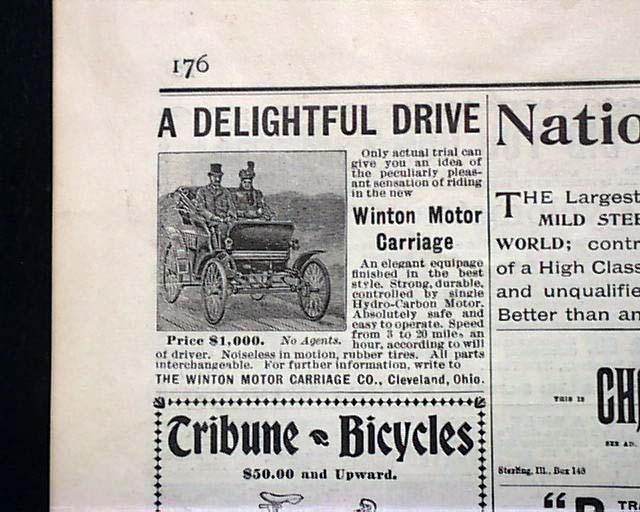 176
A DELIGHTFUL DRIVE
Only actual trial can
give you an idea of
the peculiarly pleas-
ant sensation of riding
in the new
Winton Motor
Carriage
An elegant equipage
finished in the best
style. Strong, durable,
controlled by single
Hydro-Carbon Motor.
Absolutely safe and
easy to operate. Speed
from 3 to 20 miles an
hour, according to will
Price $1,000. No Agents.
of driver. Noiseless in motion, rubber tires. All parts
interchangeable. For further information, write to
THE WINTON MOTOR CARRIAGE CO., Cleveland, Ohio.
Tribune Bicycles
$50.00 and Upward.
Natio
THE Largest
MILD STEE
WORLD; contr
of a High Class
and unqualifie
Better than an
THIS IS
CH
SEE AD.
Sterling, Ill., Box 148
TR